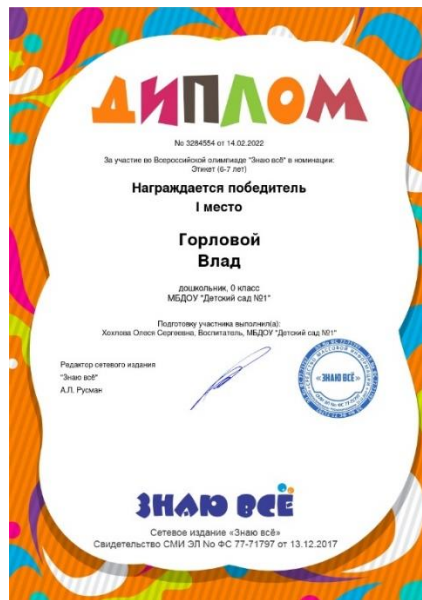 ДИПЛОМ
№ 3284554 от 14.02.2022
За участие во Всероссийской олимпиаде "Знаю всё" в номинации:
Этикет (6-7 лет)
Награждается победитель
I место
Горловой
Влад
дошкольник, 0 класс
МБДОУ "Детский сад №1"
Подготовку участника выполнил(а):
Хохлова Олеся Сергеевна, Воспитатель, МБДОУ "Детский сад №1"
Редактор сетевого издания
"Знаю всё"
А.Л. Русман
«ЗНАЮ ВСЁ»
ЗНАЮ ВСЁ
Сетевое издание «Знаю всё»
Свидетельство СМИ ЭЛ No ФС 77-71797 от 13.12.2017